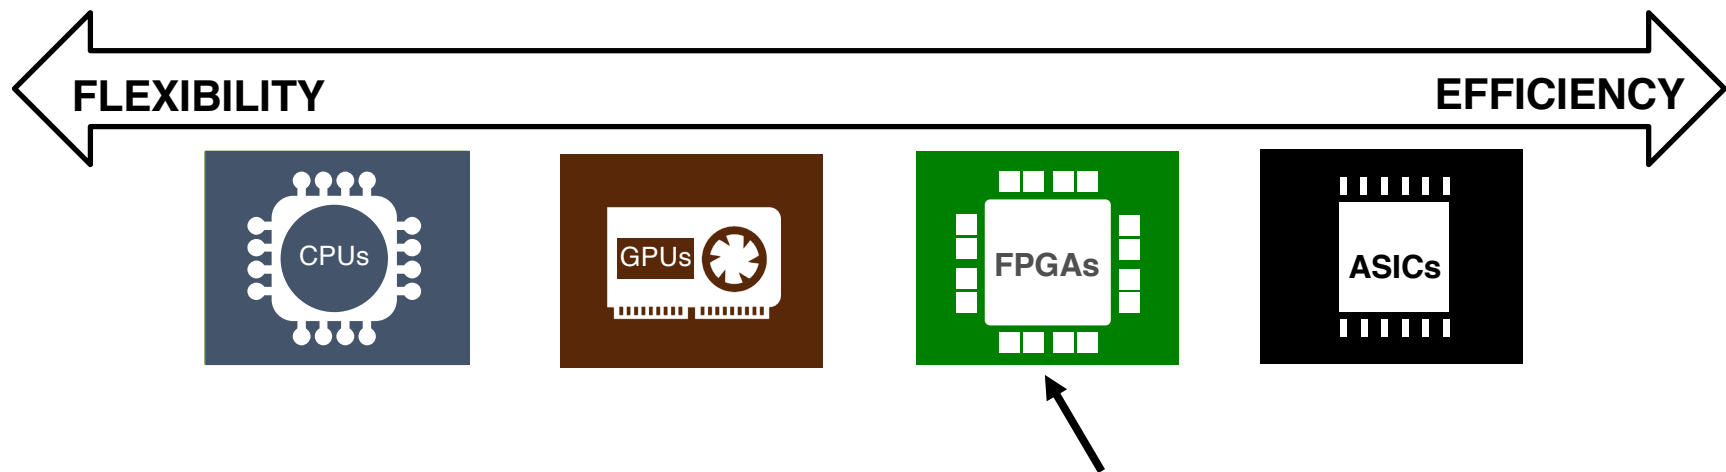 FLEXIBILITY
EFFICIENCY
CPUs
GPUs
FPGAs
ASICs